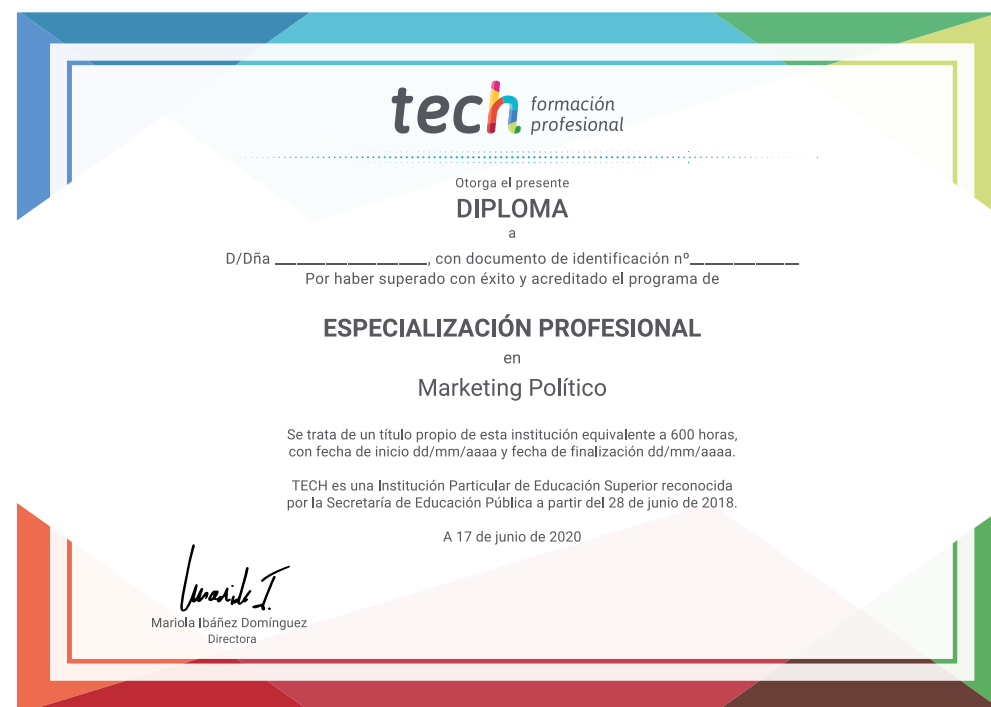 tech formación
profesional
Otorga el presente
DIPLOMA
a
D/Dña ______________, con documento de identificación nº__________
Por haber superado con éxito y acreditado el programa de
ESPECIALIZACIÓN PROFESIONAL
en
Marketing Político
Se trata de un título propio de esta institución equivalente a 600 horas,
con fecha de inicio dd/mm/aaaa y fecha de finalización dd/mm/aaaa.
TECH es una Institución Particular de Educación Superior reconocida
por la Secretaría de Educación Pública a partir del 28 de junio de 2018.
A 17 de junio de 2020
Mariola Ibáñez Domínguez
Directora